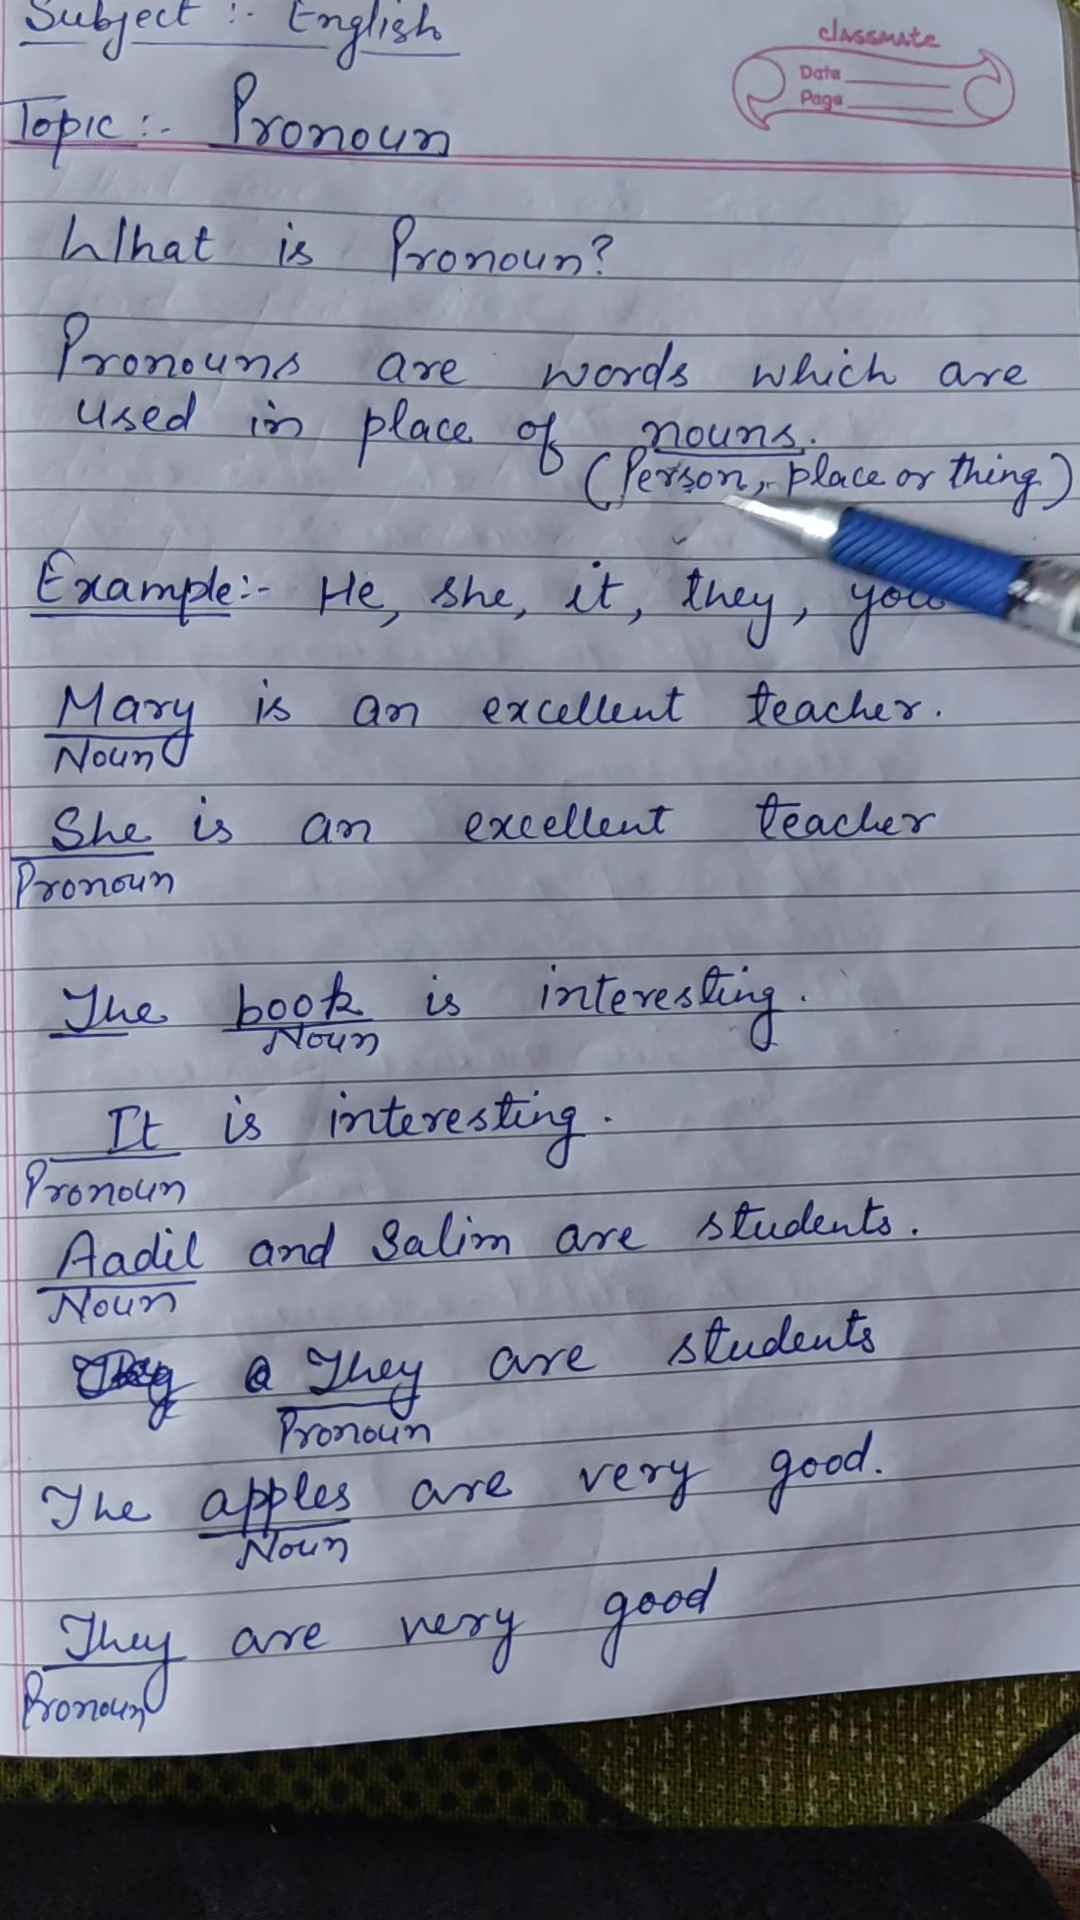 Subject :- English
classmate
Date
Page
Topic :- Pronoun
What is Pronoun?
Pronouns are words which are
used in place of nouns.
(Person, place or thing)
Example:- He, she, it, they, you
Mary is an excellent teacher.
Noun
She is an excellent teacher
Pronoun
The book is interesting.
Noun
It is interesting.
Pronoun
Aadil and Salim are students.
Noun
They are students
Pronoun
The apples are very good.
Noun
They are very good
Pronoun